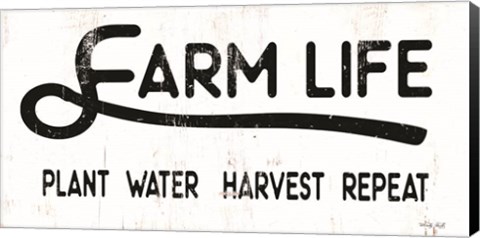 FARM LIFE
PLANT WATER HARVEST REPEAT